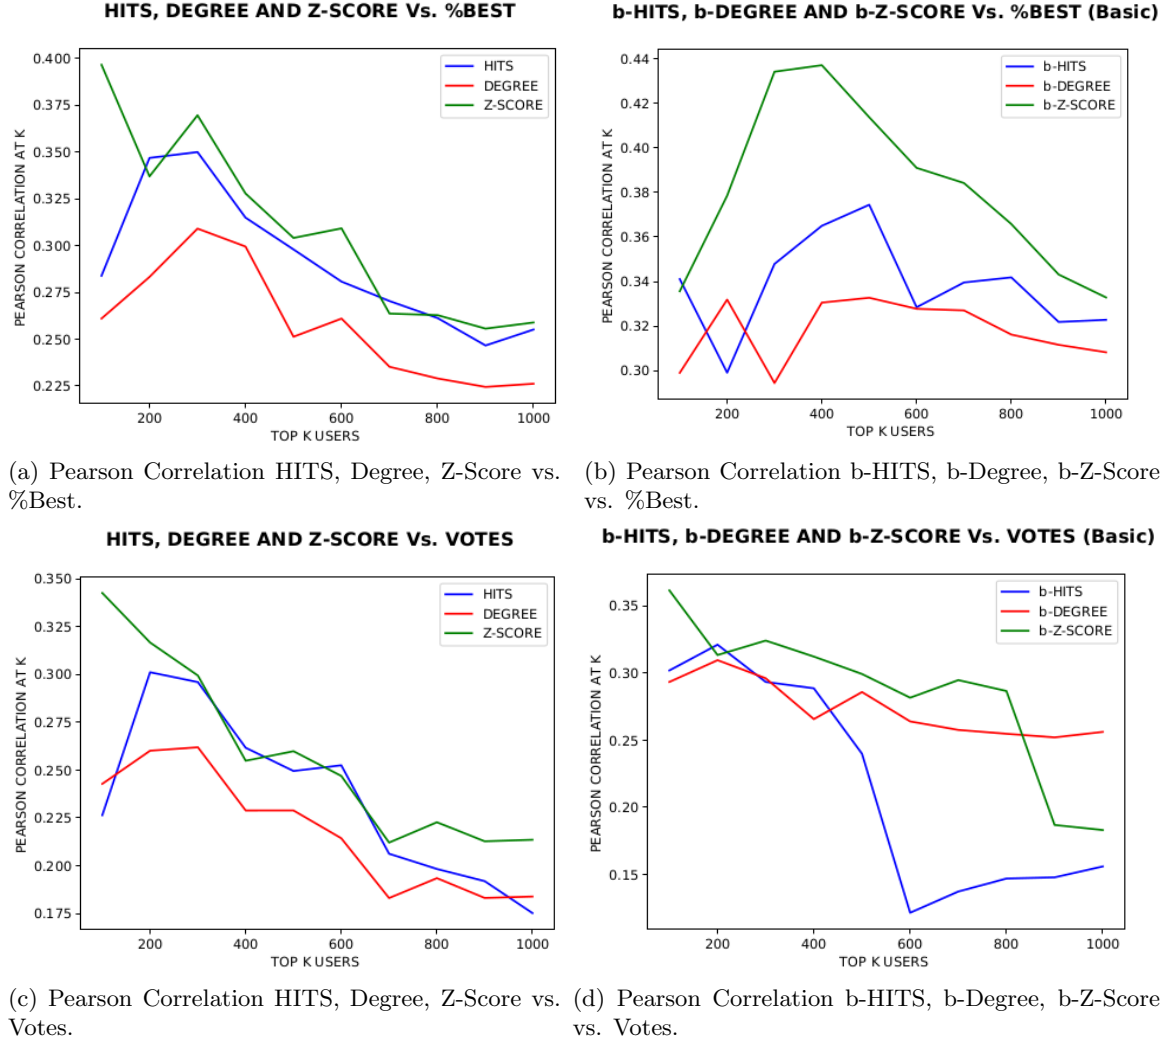 HITS, DEGREE AND Z-SCORE Vs. %BEST
0.400
0.375
0.350
0.325
0.300
0.275
0.250
0.225
PEARSON CORRELATION AT K
HITS
DEGREE
Z-SCORE
200
400
600
800
1000
TOP K USERS
(a) Pearson Correlation HITS, Degree, Z-Score vs.
%Best.
b-HITS, b-DEGREE AND b-Z-SCORE Vs. %BEST (Basic)
0.44
0.42
0.40
0.38
0.36
0.34
0.32
0.30
PEARSON CORRELATION AT K
b-HITS
b-DEGREE
b-Z-SCORE
200
400
600
800
1000
TOP K USERS
(b) Pearson Correlation b-HITS, b-Degree, b-Z-Score
vs. %Best.
HITS, DEGREE AND Z-SCORE Vs. VOTES
0.350
0.325
0.300
0.275
0.250
0.225
0.200
0.175
PEARSON CORRELATION AT K
HITS
DEGREE
Z-SCORE
200
400
600
800
1000
TOP K USERS
(c) Pearson Correlation HITS, Degree, Z-Score vs.
Votes.
b-HITS, b-DEGREE AND b-Z-SCORE Vs. VOTES (Basic)
0.35
0.30
0.25
0.20
0.15
PEARSON CORRELATION AT K
b-HITS
b-DEGREE
b-Z-SCORE
200
400
600
800
1000
TOP K USERS
(d) Pearson Correlation b-HITS, b-Degree, b-Z-Score
vs. Votes.